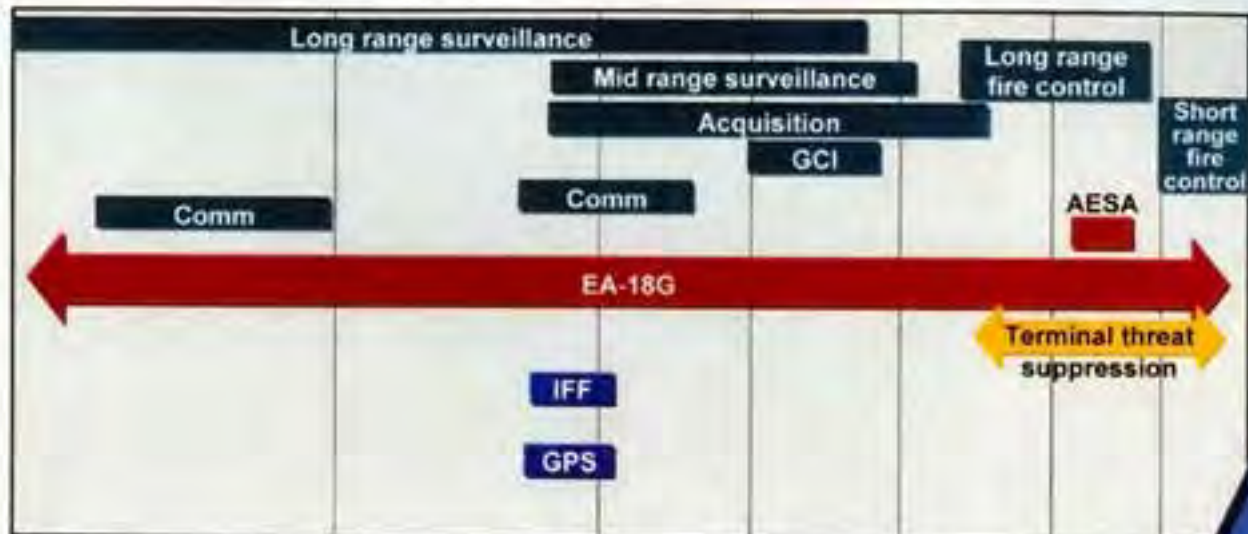 Long range surveillance
Mid range surveillance
Long range
fire control
Acquisition
Short
range
fire
control
GCI
Comm
Comm
AESA
EA-18G
Terminal threat
suppression
IFF
GPS